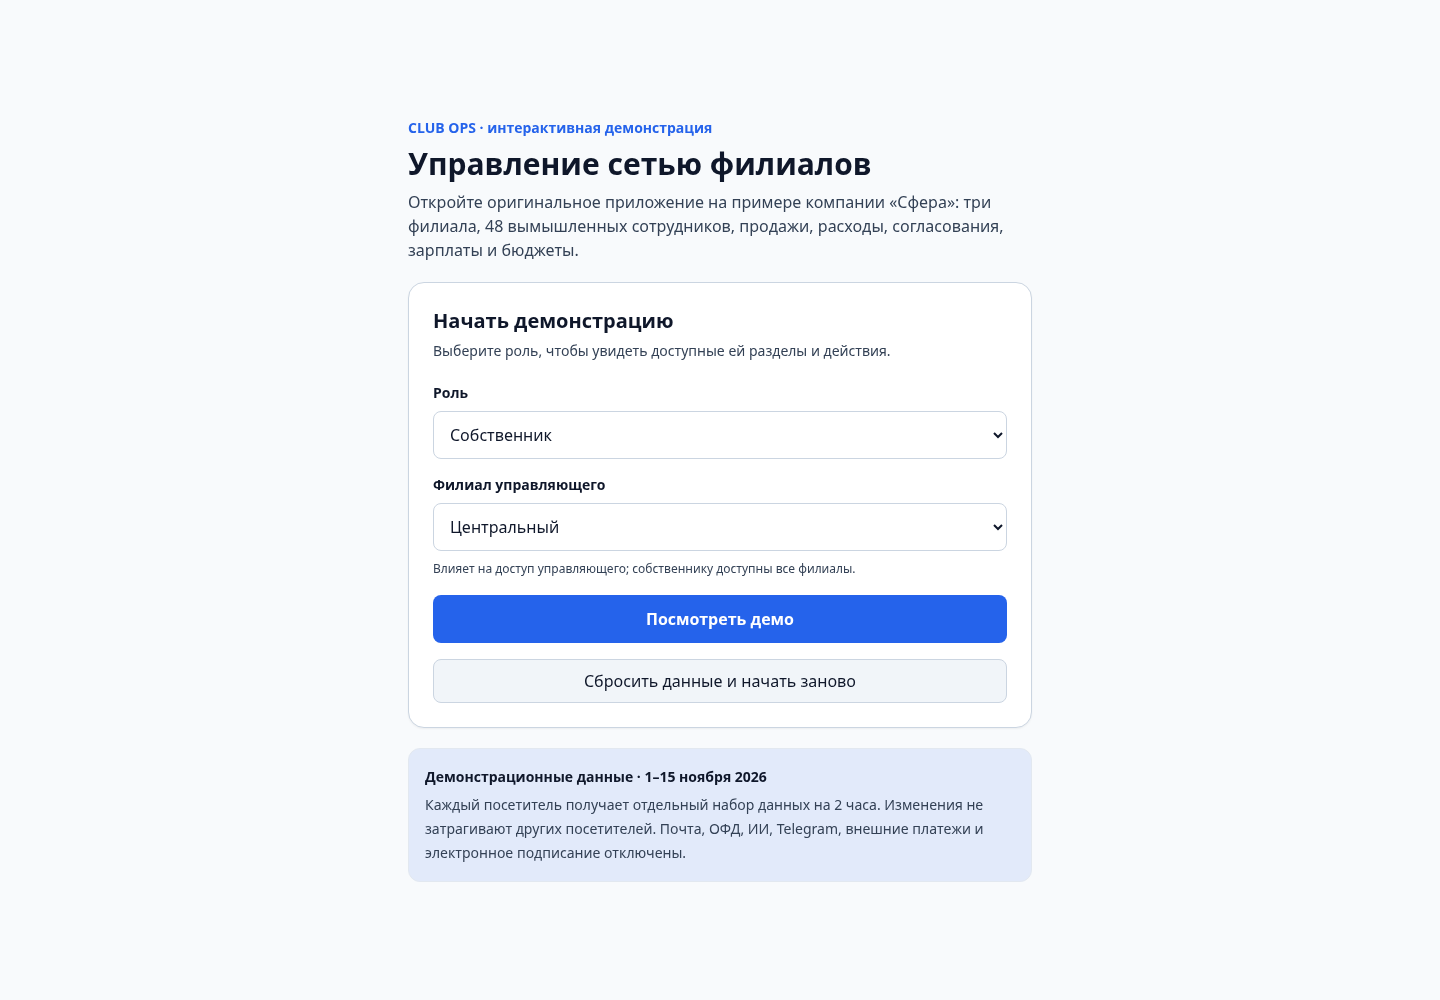 CLUB OPS · интерактивная демонстрация
Управление сетью филиалов
Откройте оригинальное приложение на примере компании «Сфера»: три
филиала, 48 вымышленных сотрудников, продажи, расходы, согласования,
зарплаты и бюджеты.
Начать демонстрацию
Выберите роль, чтобы увидеть доступные ей разделы и действия.
Роль
Собственник
Филиал управляющего
Центральный
Влияет на доступ управляющего; собственнику доступны все филиалы.
Посмотреть демо
Сбросить данные и начать заново
Демонстрационные данные · 1–15 ноября 2026
Каждый посетитель получает отдельный набор данных на 2 часа. Изменения не
затрагивают других посетителей. Почта, ОФД, ИИ, Telegram, внешние платежи и
электронное подписание отключены.